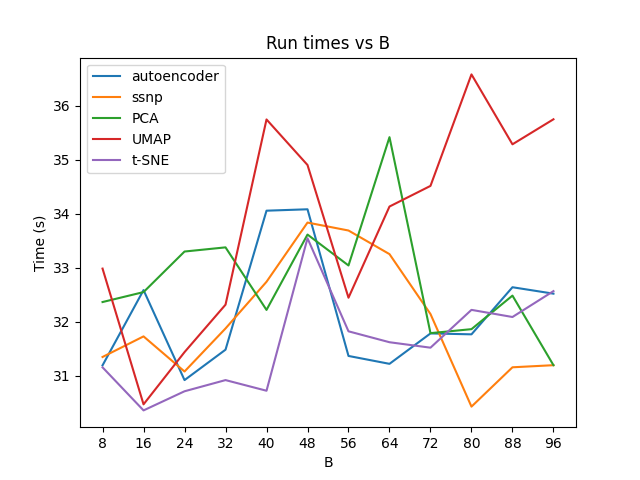 Run times vs B
autoencoder
ssnp
PCA
UMAP
t-SNE
Time (s)
36
35
34
33
32
31
8 16 24 32 40 48 56 64 72 80 88 96
B